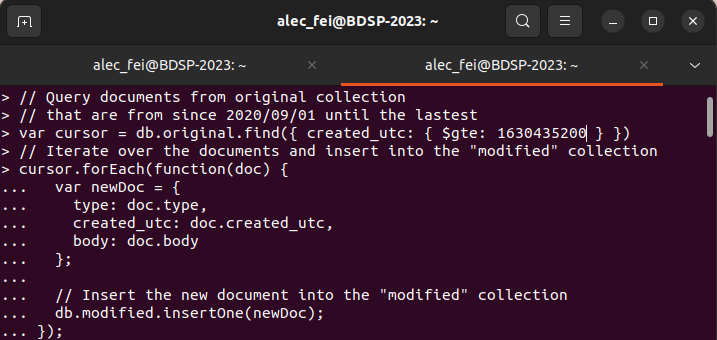 alec_fei@BDSP-2023: ~
alec_fei@BDSP-2023: ~
alec_fei@BDSP-2023: ~
> // Query documents from original collection
> // that are from since 2020/09/01 until the lastest
> var cursor = db.original.find({ created_utc: { $gte: 1630435200 } })
> // Iterate over the documents and insert into the "modified" collection
> cursor.forEach(function(doc) {
...   var newDoc = {
...     type: doc.type,
...     created_utc: doc.created_utc,
...     body: doc.body
...   };
...
...   // Insert the new document into the "modified" collection
...   db.modified.insertOne(newDoc);
... });